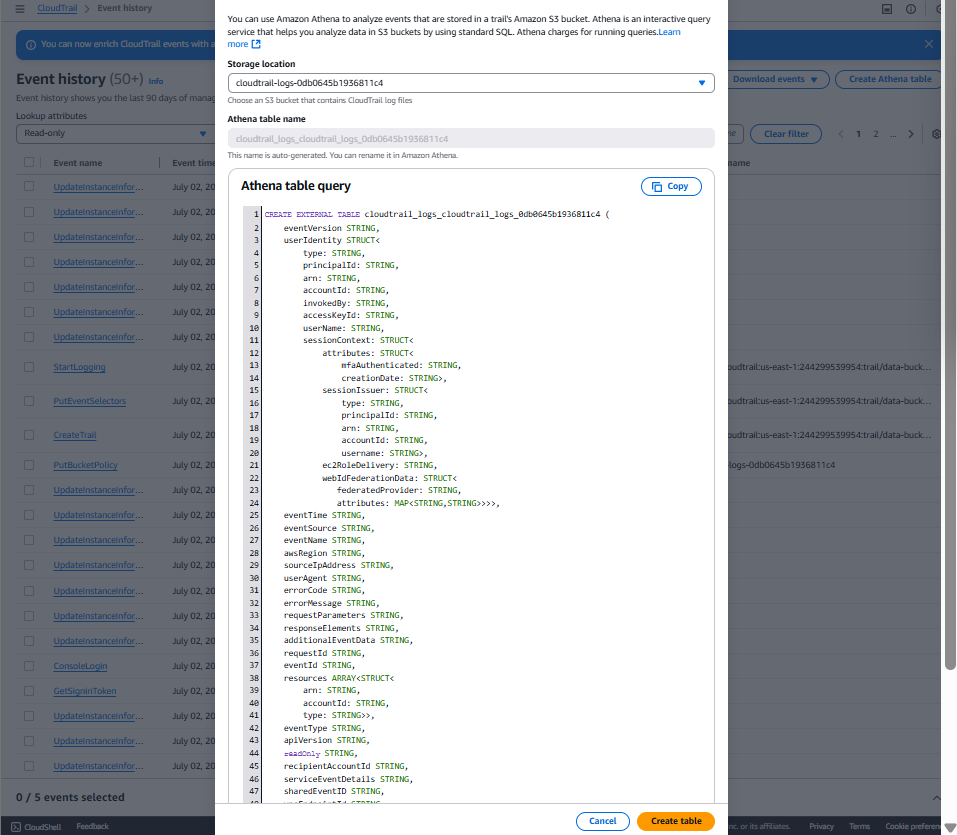 CloudTrail > Event history
You can now enrich CloudTrail events with a
Event history (50+) Info
Event history shows you the last 90 days of manag
Lookup attributes
Read-only
Download events
Create Athena table
Clear filter
1 2 ...
Event name
Event time
name
UpdateInstanceInfor... July 02, 20
UpdateInstanceInfor... July 02, 20
UpdateInstanceInfor... July 02, 20
UpdateInstanceInfor... July 02, 20
UpdateInstanceInfor... July 02, 20
UpdateInstanceInfor... July 02, 20
UpdateInstanceInfor... July 02, 20
StartLogging July 02, 20 oudtrail:us-east-1:244299539954:trail/data-buck...
PutEventSelectors July 02, 20 oudtrail:us-east-1:244299539954:trail/data-buck...
CreateTrail July 02, 20 oudtrail:us-east-1:244299539954:trail/data-buck...
PutBucketPolicy July 02, 20 logs-0db0645b1936811c4
UpdateInstanceInfor... July 02, 20
UpdateInstanceInfor... July 02, 20
UpdateInstanceInfor... July 02, 20
UpdateInstanceInfor... July 02, 20
UpdateInstanceInfor... July 02, 20
UpdateInstanceInfor... July 02, 20
UpdateInstanceInfor... July 02, 20
ConsoleLogin July 02, 20
GetSigninToken July 02, 20
UpdateInstanceInfor... July 02, 20
UpdateInstanceInfor... July 02, 20
UpdateInstanceInfor... July 02, 20
0 / 5 events selected
CloudShell Feedback
nc. or its affiliates. Privacy Terms Cookie preferen
You can use Amazon Athena to analyze events that are stored in a trail's Amazon S3 bucket. Athena is an interactive query
service that helps you analyze data in S3 buckets by using standard SQL. Athena charges for running queries.Learn
more
Storage location
cloudtrail-logs-0db0645b1936811c4
Choose an S3 bucket that contains CloudTrail log files
Athena table name
cloudtrail_logs_cloudtrail_logs_0db0645b1936811c4
This name is auto-generated. You can rename it in Amazon Athena.
Athena table query
Copy
1 CREATE EXTERNAL TABLE cloudtrail_logs_cloudtrail_logs_0db0645b1936811c4 (
2 eventVersion STRING,
3 userIdentity STRUCT<
4 type: STRING,
5 principalId: STRING,
6 arn: STRING,
7 accountId: STRING,
8 invokedBy: STRING,
9 accessKeyId: STRING,
10 userName: STRING,
11 sessionContext: STRUCT<
12 attributes: STRUCT<
13 mfaAuthenticated: STRING,
14 creationDate: STRING>,
15 sessionIssuer: STRUCT<
16 type: STRING,
17 principalId: STRING,
18 arn: STRING,
19 accountId: STRING,
20 username: STRING>,
21 ec2RoleDelivery: STRING,
22 webIdFederationData: STRUCT<
23 federatedProvider: STRING,
24 attributes: MAP<STRING,STRING>>>>,
25 eventTime STRING,
26 eventSource STRING,
27 eventName STRING,
28 awsRegion STRING,
29 sourceIpAddress STRING,
30 userAgent STRING,
31 errorCode STRING,
32 errorMessage STRING,
33 requestParameters STRING,
34 responseElements STRING,
35 additionalEventData STRING,
36 requestId STRING,
37 eventId STRING,
38 resources ARRAY<STRUCT<
39 arn: STRING,
40 accountId: STRING,
41 type: STRING>>,
42 eventType STRING,
43 apiVersion STRING,
44 readOnly STRING,
45 recipientAccountId STRING,
46 serviceEventDetails STRING,
47 sharedEventID STRING,
Cancel
Create table